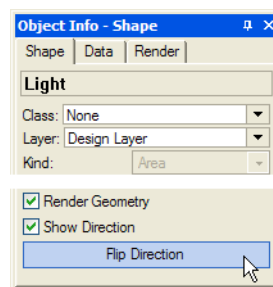 Object Info - Shape
Shape Data Render
Light
Class: None
Layer: Design Layer
Kind: Area
Render Geometry
Show Direction
Flip Direction